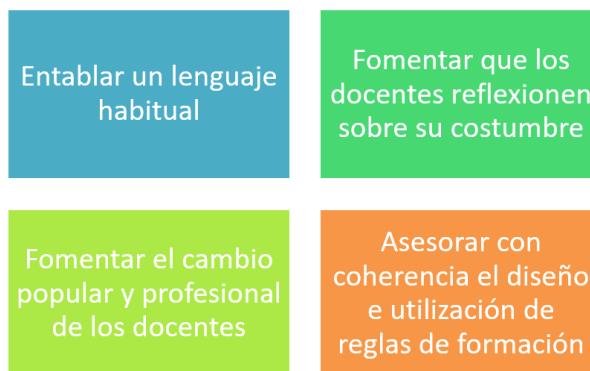 Entablar un lenguaje
habitual
Fomentar que los
docentes reflexionen
sobre su costumbre
Fomentar el cambio
popular y profesional
de los docentes
Asesorar con
coherencia el diseño
e utilización de
reglas de formación